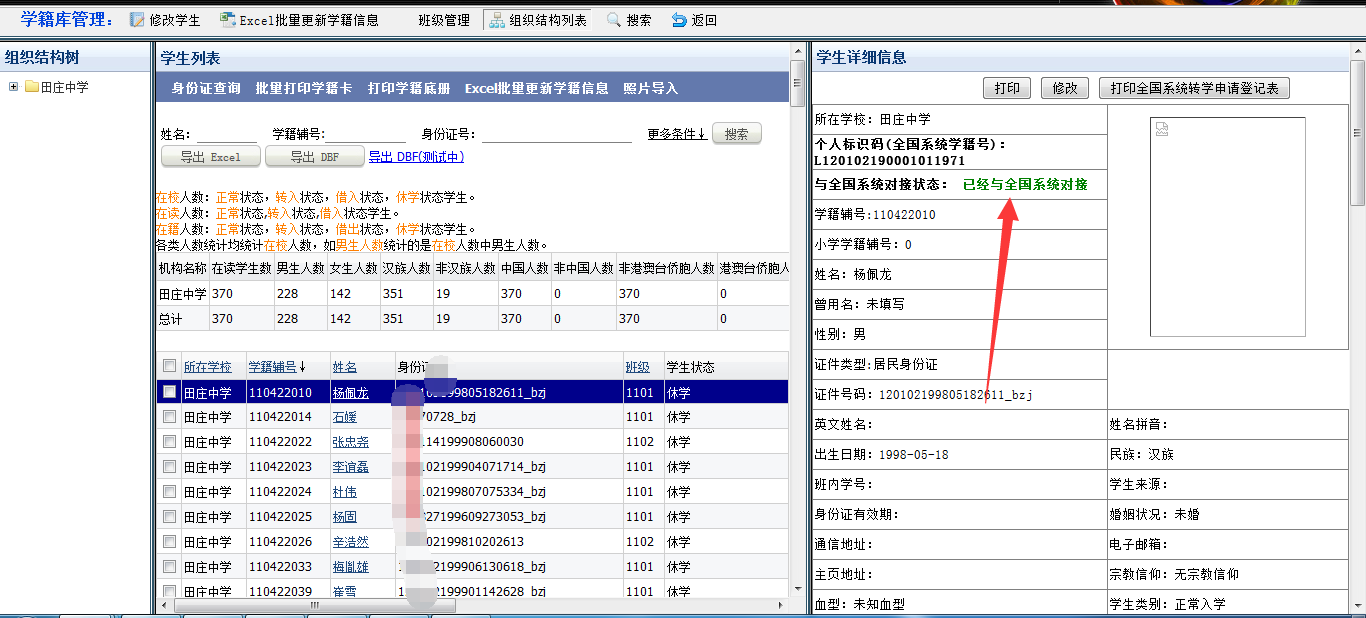 学籍库管理： 修改学生 Excel批量更新学籍信息 班级管理 组织结构列表 搜索 返回
组织结构树
田庄中学
学生列表
身份证查询 批量打印学籍卡 打印学籍底册 Excel批量更新学籍信息 照片导入
姓名： 学籍辅号： 身份证号： 更多条件↓ 搜索
导出 Excel 导出 DBF 导出 DBF(测试中)
在校人数：正常状态，转入状态，借入状态，休学状态学生。
在读人数：正常状态,转入状态,借入状态学生。
在籍人数：正常状态，转入状态，借出状态，休学状态学生。
各类人数统计均统计在校人数，如男生人数统计的是在校人数中男生人数。
机构名称 在读学生数 男生人数 女生人数 汉族人数 非汉族人数 中国人数 非中国人数 非港澳台侨胞人数 港澳台侨胞人
田庄中学 370 228 142 351 19 370 0 370 0
总计 370 228 142 351 19 370 0 370 0
所在学校 学籍辅号↓ 姓名 身份证 班级 学生状态
田庄中学 110422010 杨佩龙 199805182611_bzj 1101 休学
田庄中学 110422014 石媛 70728_bzj 1101 休学
田庄中学 110422022 张忠尧 114199908060030 1102 休学
田庄中学 110422023 李谊磊 102199904071714_bzj 1101 休学
田庄中学 110422024 杜伟 102199807075334_bzj 1101 休学
田庄中学 110422025 杨固 27199609273053_bzj 1101 休学
田庄中学 110422026 辛洁然 02199810202613 1102 休学
田庄中学 110422033 梅胤雄 1 199906130618_bzj 1101 休学
田庄中学 110422039 崔雪 1 199901142628_bzj 1101 休学
学生详细信息
打印 修改 打印全国系统转学申请登记表
所在学校：田庄中学
个人标识码(全国系统学籍号)：
L120102190001011971
与全国系统对接状态： 已经与全国系统对接
学籍辅号:110422010
小学学籍辅号：0
姓名：杨佩龙
曾用名：未填写
性别：男
证件类型:居民身份证
证件号码：120102199805182611_bzj
英文姓名： 姓名拼音：
出生日期：1998-05-18 民族：汉族
班内学号： 学生来源：
身份证有效期： 婚姻状况：未婚
通信地址： 电子邮箱：
主页地址： 宗教信仰：无宗教信仰
血型：未知血型 学生类别：正常入学